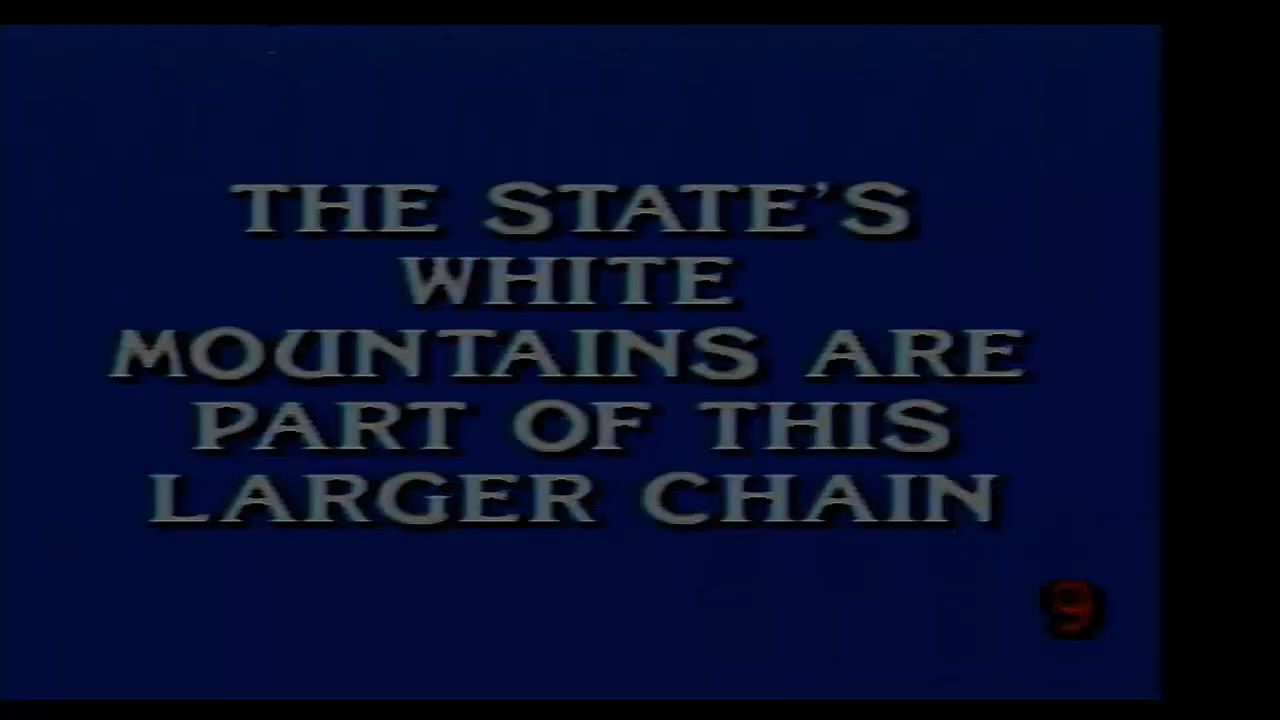 THE STATE'S
WHITE
MOUNTAINS ARE
PART OF THIS
LARGER CHAIN
9